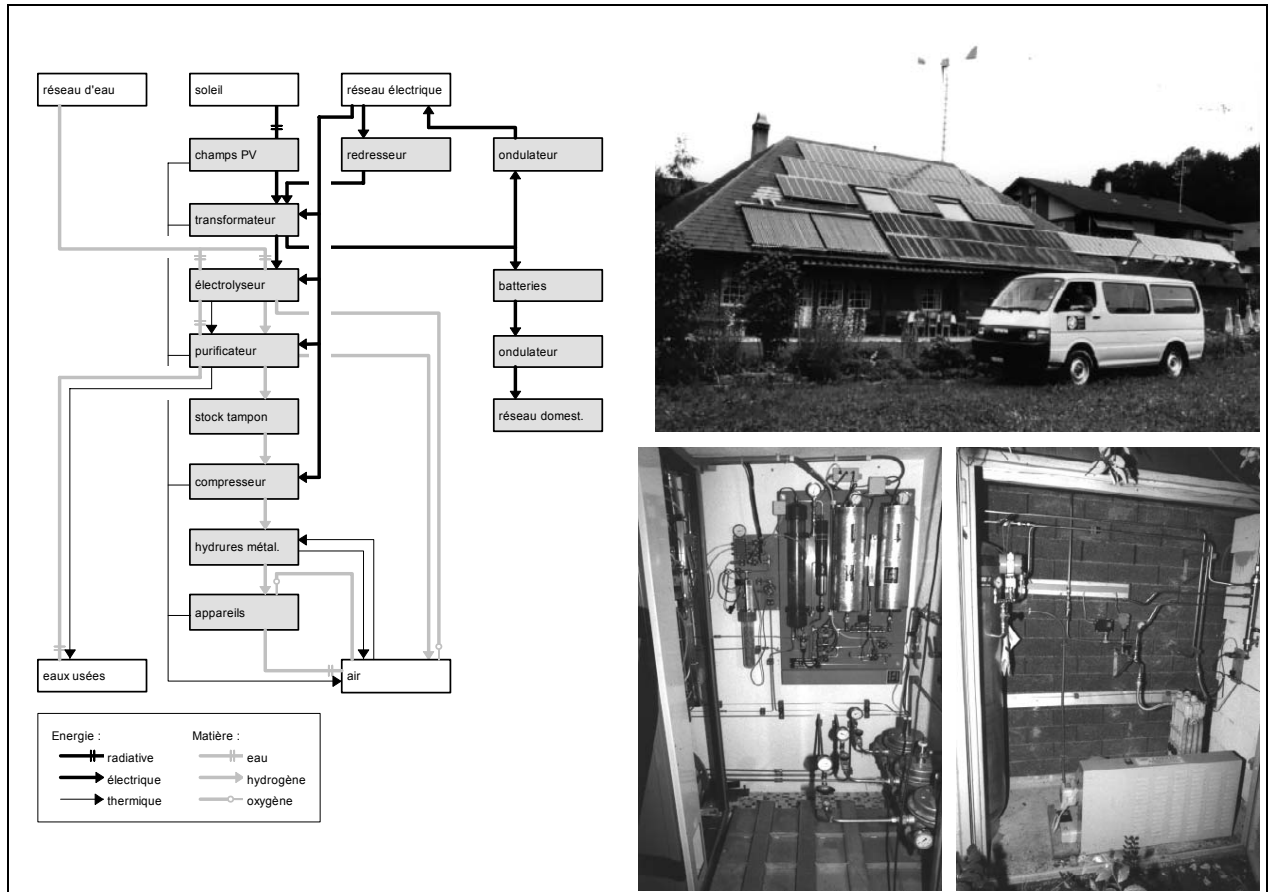 réseau d'eau
soleil
réseau électrique
champs PV
redresseur
ondulateur
transformateur
électrolyseur
batteries
purificateur
ondulateur
stock tampon
réseau domest.
compresseur
hydrures métal.
appareils
eaux usées
air
Energie :
Matière :
radiative
eau
électrique
hydrogène
thermique
oxygène